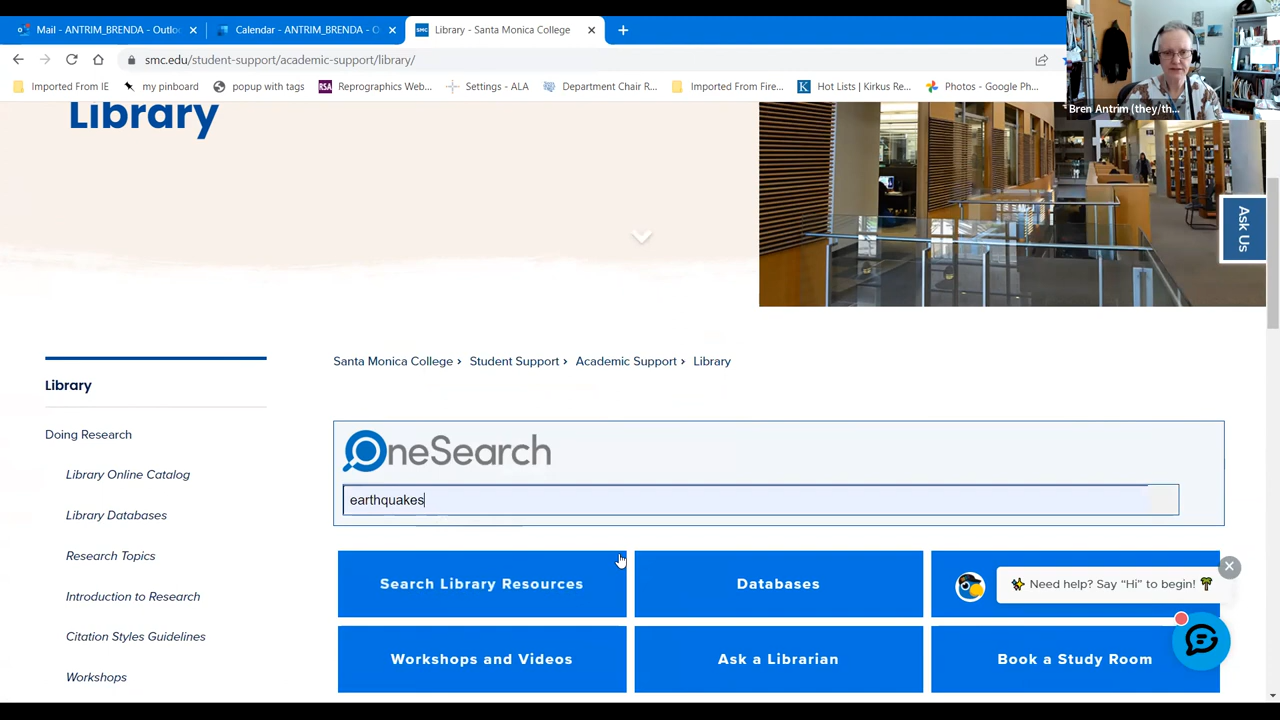 Mail - ANTRIM_BRENDA - Outlo
Calendar - ANTRIM_BRENDA - O
SMC
Library - Santa Monica College
smc.edu/student-support/academic-support/library/
Imported From IE
my pinboard
popup with tags
RSA
Reprographics Web...
Settings - ALA
Department Chair R...
Imported From Fire...
K
Hot Lists | Kirkus Re...
Photos - Google Ph...
Bren Antrim (they/th...
Library
Ask Us
Santa Monica College › Student Support › Academic Support › Library
Library
Doing Research
Library Online Catalog
Library Databases
Research Topics
Introduction to Research
Citation Styles Guidelines
Workshops
OneSearch
earthquakes
Search Library Resources
Databases
Need help? Say “Hi” to begin!
Workshops and Videos
Ask a Librarian
Book a Study Room